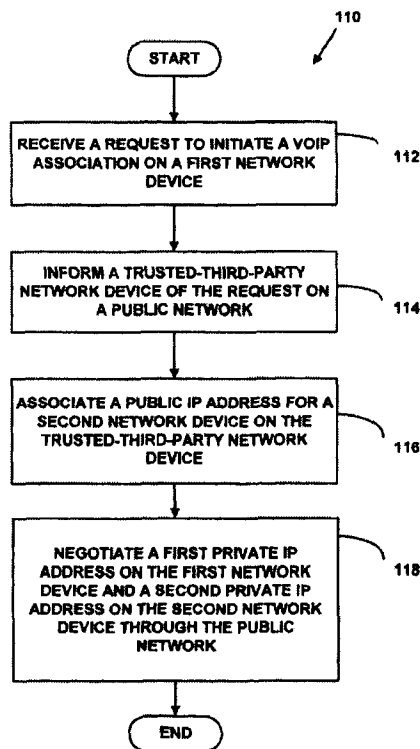 110
START
RECEIVE A REQUEST TO INITIATE A VOIP
ASSOCIATION ON A FIRST NETWORK
DEVICE
112
INFORM A TRUSTED-THIRD-PARTY
NETWORK DEVICE OF THE REQUEST ON
A PUBLIC NETWORK
114
ASSOCIATE A PUBLIC IP ADDRESS FOR A
SECOND NETWORK DEVICE ON THE
TRUSTED-THIRD-PARTY NETWORK
DEVICE
116
NEGOTIATE A FIRST PRIVATE IP
ADDRESS ON THE FIRST NETWORK
DEVICE AND A SECOND PRIVATE IP
ADDRESS ON THE SECOND NETWORK
DEVICE THROUGH THE PUBLIC
NETWORK
118
END